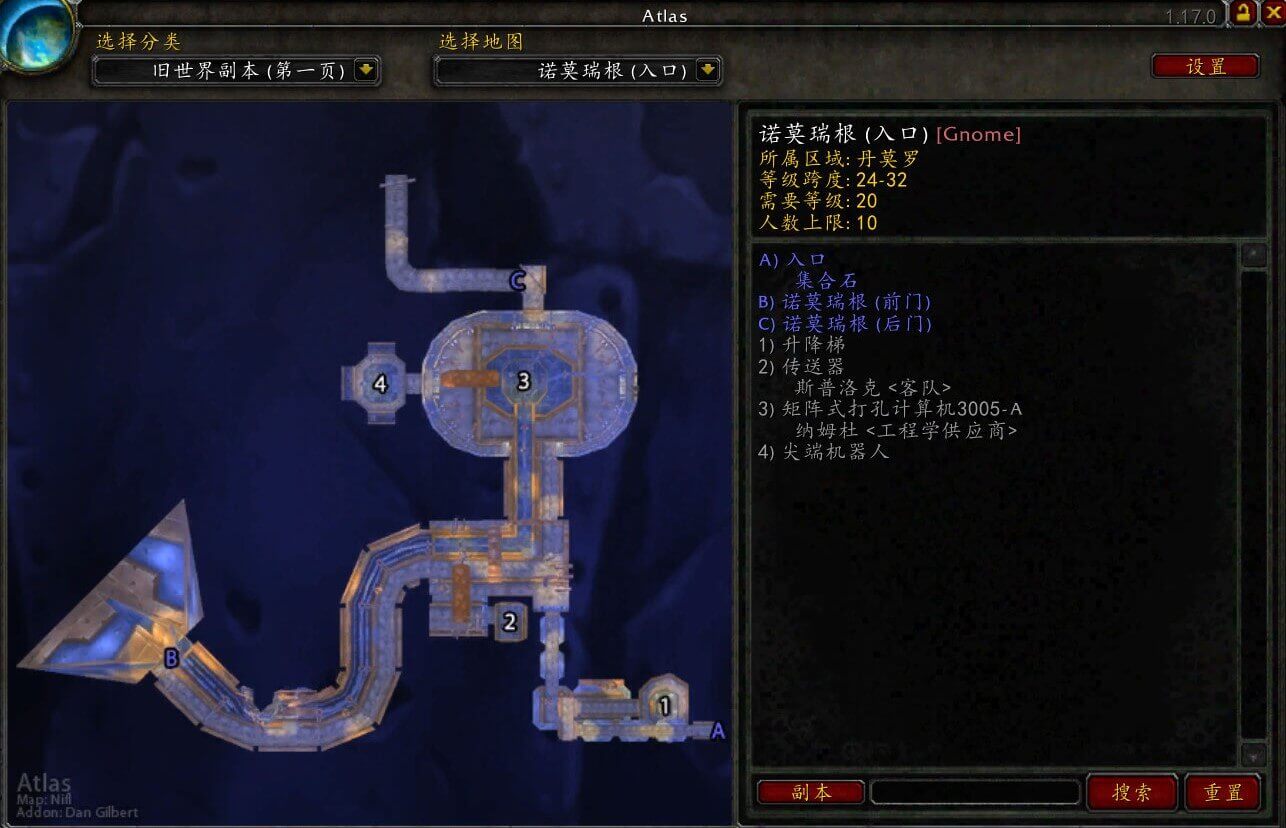 Atlas
1.17.0
选择分类
选择地图
旧世界副本 (第一页)
诺莫瑞根 (入口)
设置
诺莫瑞根 (入口) [Gnome]
所属区域: 丹莫罗
等级跨度: 24-32
需要等级: 20
人数上限: 10
A) 入口
集合石
B) 诺莫瑞根 (前门)
C) 诺莫瑞根 (后门)
1) 升降梯
2) 传送器
斯普洛克 <客队>
3) 矩阵式打孔计算机3005-A
纳姆杜 <工程学供应商>
4) 尖端机器人
C
4
3
2
B
1
A
Atlas
Map: Nifl
Addon: Dan Gilbert
副本
搜索
重置